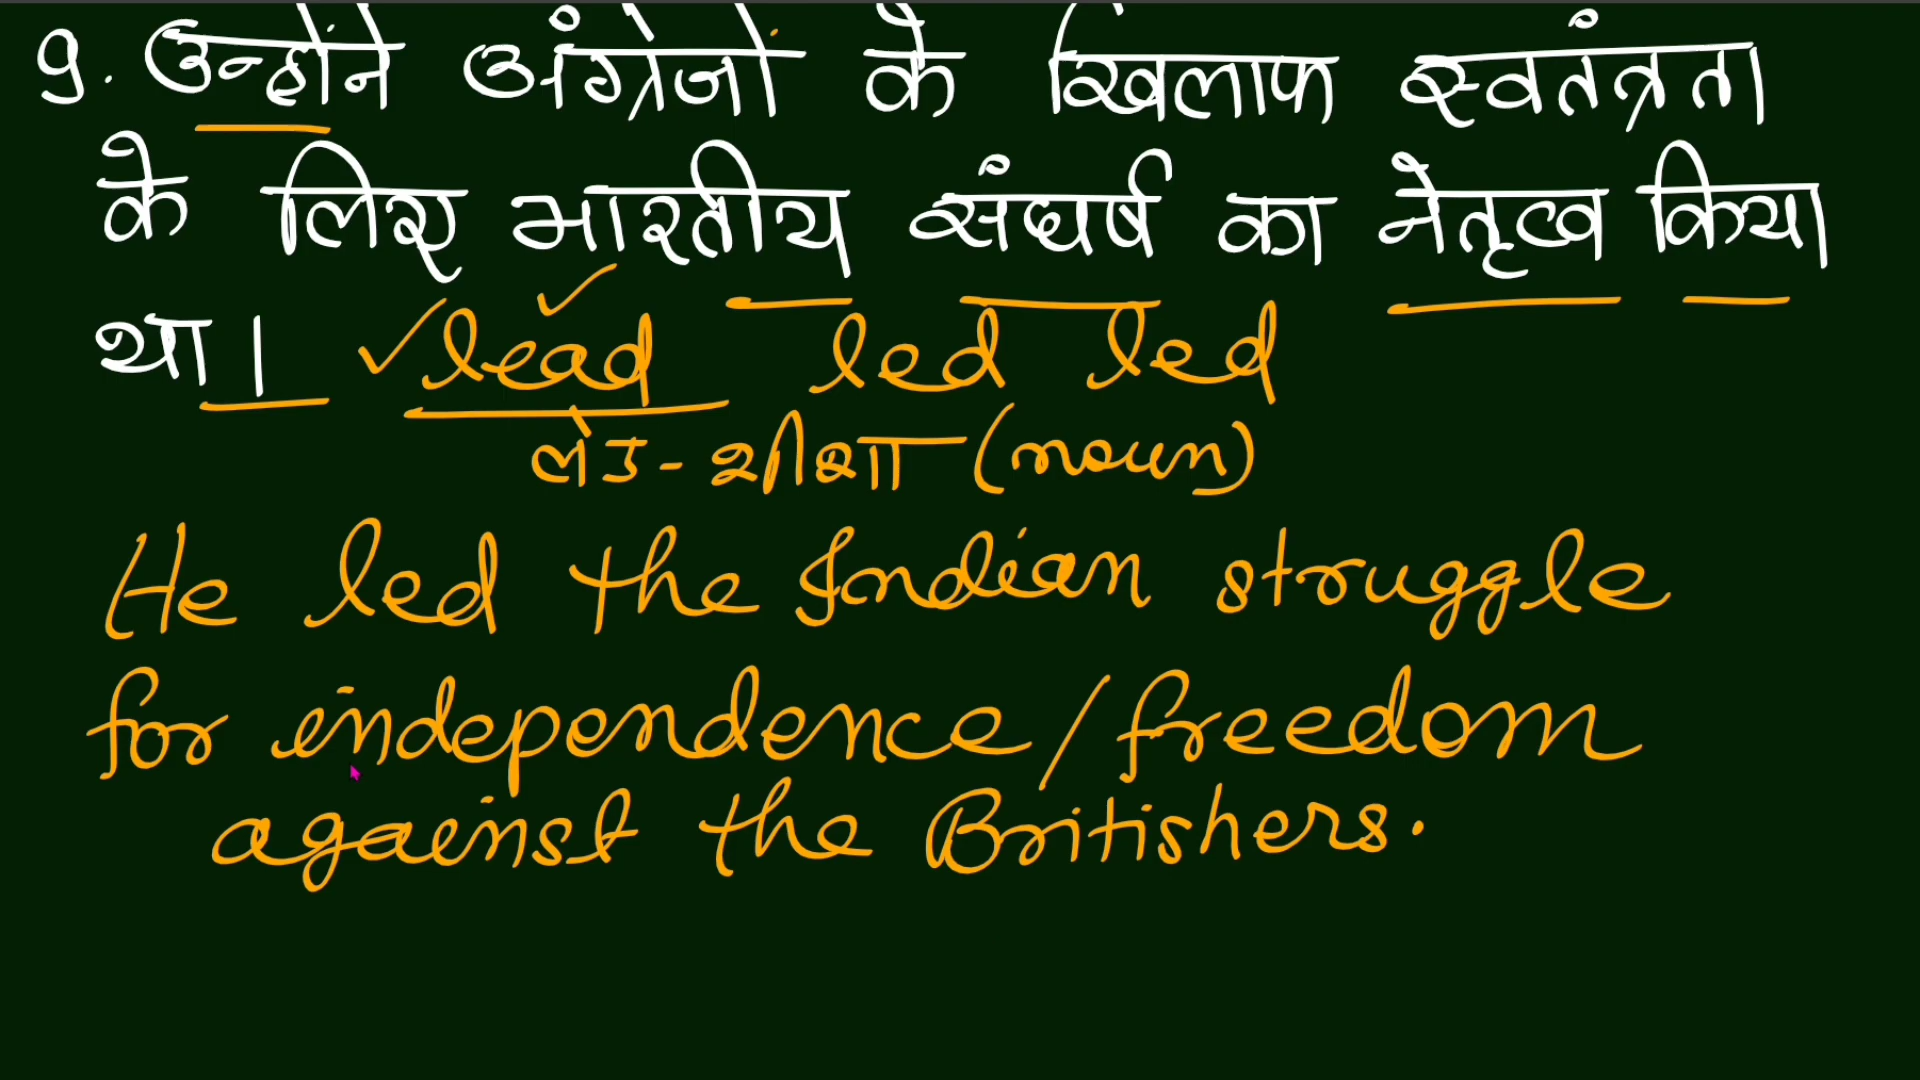 9. उन्होंने अंग्रेजों के खिलाफ स्वतंत्रता
के लिए भारतीय संघर्ष का नेतृत्व किया
था। lead led led
लेड - शीशा (noun)
He led the Indian struggle
for independence/freedom
against the Britishers.